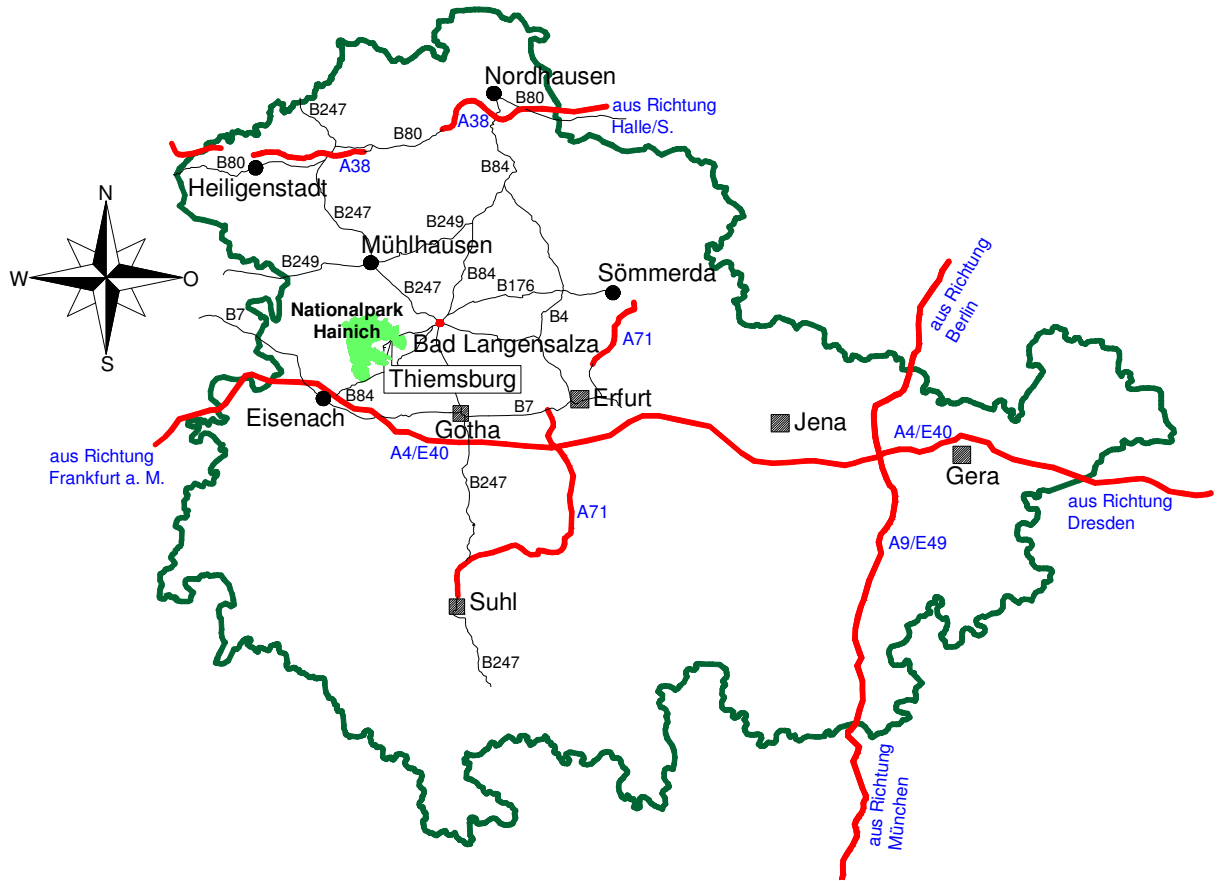 Nordhausen
B80
aus Richtung
Halle/S.
B247
A38
B80
B80
A38
Heiligenstadt
B84
N
W
O
S
B247
B249
Mühlhausen
B249
B84
B247
B176
Sömmerda
aus Richtung
Berlin
B7
Nationalpark
Hainich
B4
A71
Bad Langensalza
Thiemsburg
B84
Eisenach
B7
Erfurt
Gotha
Jena
A4/E40
A4/E40
Gera
aus Richtung
Frankfurt a. M.
B247
A71
aus Richtung
Dresden
A9/E49
Suhl
B247
aus Richtung
München